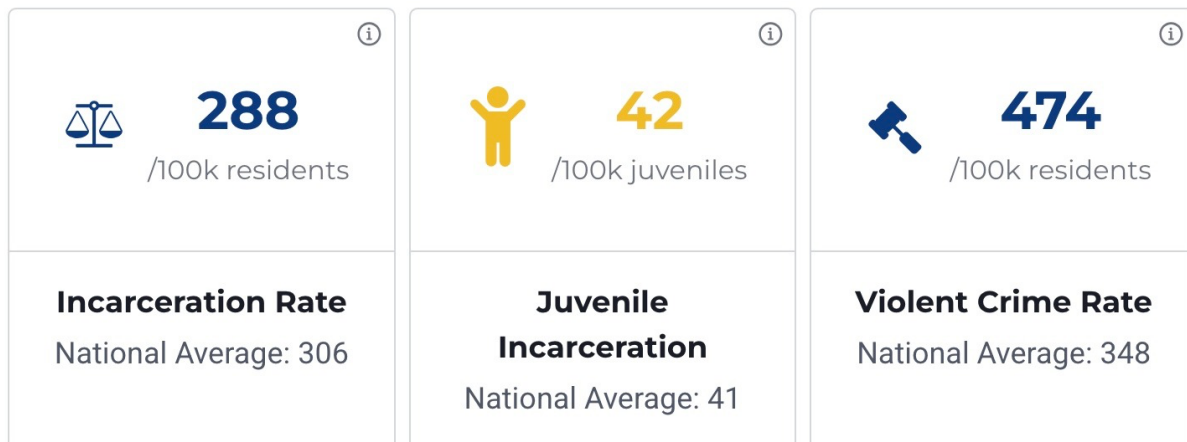 288
/100k residents
Incarceration Rate
National Average: 306
42
/100k juveniles
Juvenile
Incarceration
National Average: 41
474
/100k residents
Violent Crime Rate
National Average: 348